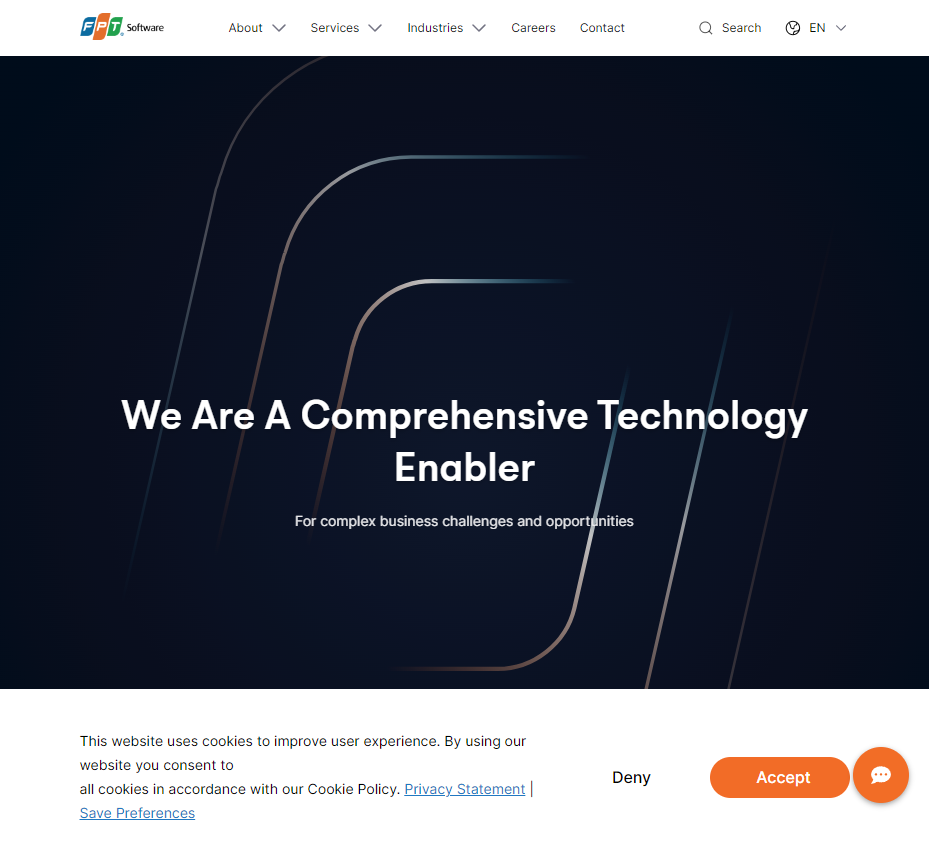 FPT Software
About
Services
Industries
Careers
Contact
Search
EN
We Are A Comprehensive Technology
Enabler
For complex business challenges and opportunities
This website uses cookies to improve user experience. By using our
website you consent to
all cookies in accordance with our Cookie Policy. Privacy Statement |
Save Preferences
Deny
Accept